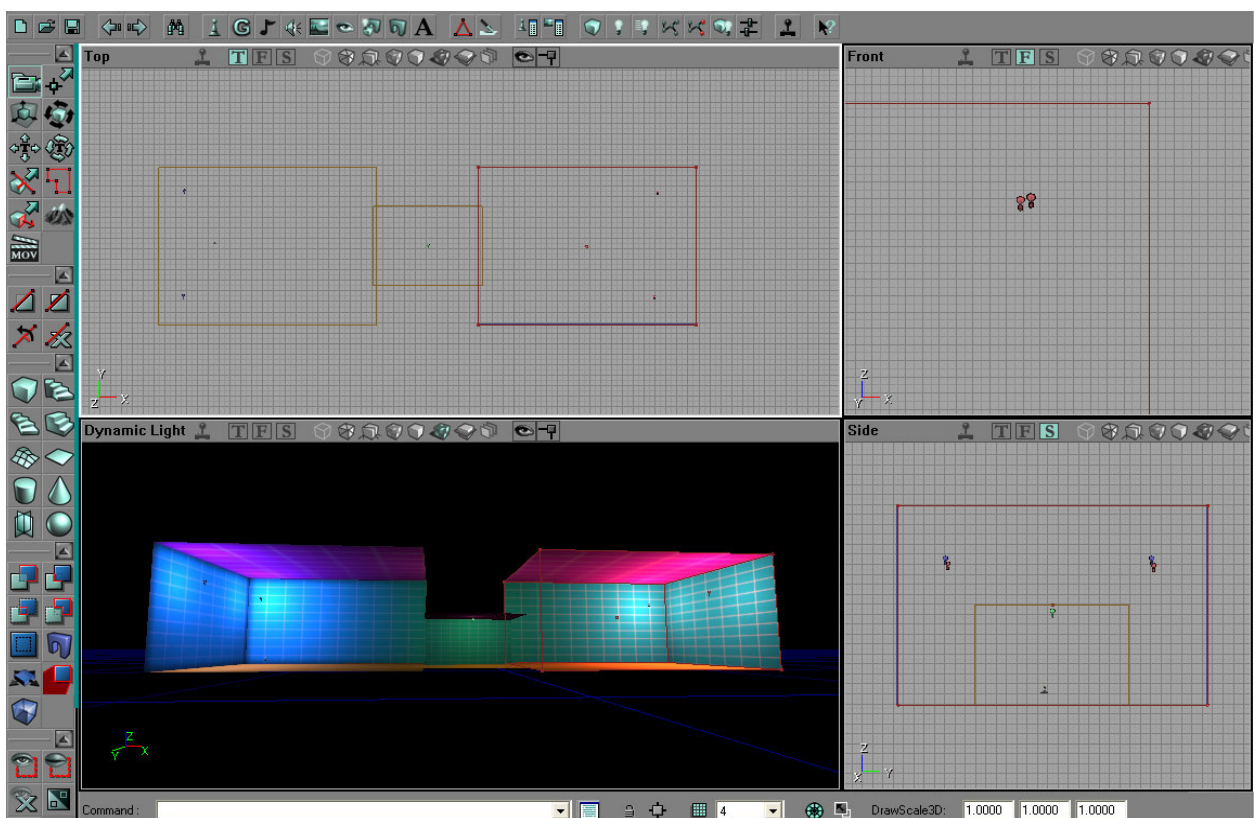 G A
Top T F S
Front T F S
MOV
Y
Z X
Z
Y X
Dynamic Light T F S
Side T F S
Z
Y X
Z
X Y
Command : 4 DrawScale3D: 1.0000 1.0000 1.0000